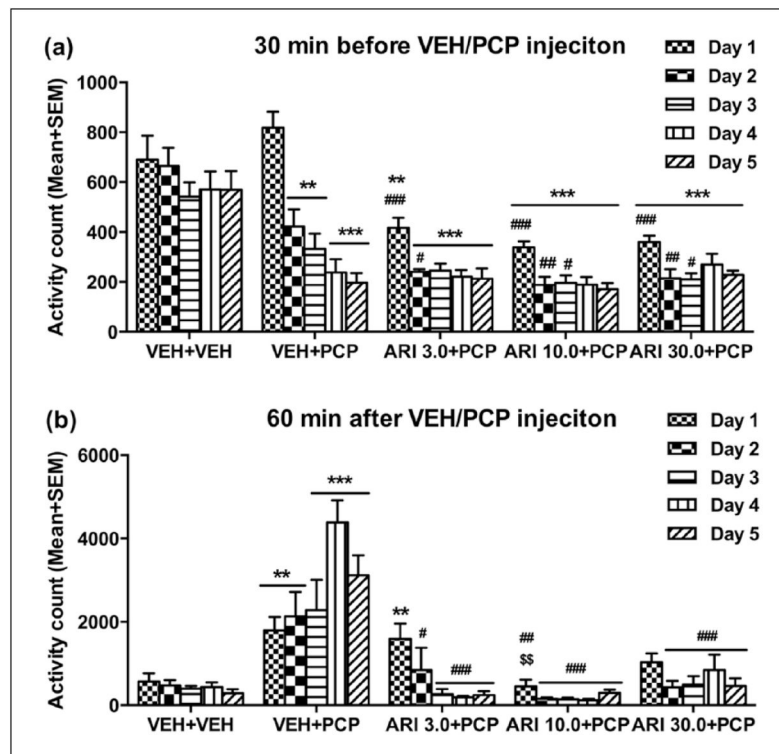 (a) 30 min before VEH/PCP injeciton
Day 1
Day 2
Day 3
Day 4
Day 5
Activity count (Mean+SEM)
1000
800
600
400
200
0
**
***
**
###
***
#
***
###
##
#
***
###
##
#
VEH+VEH VEH+PCP ARI 3.0+PCP ARI 10.0+PCP ARI 30.0+PCP
(b) 60 min after VEH/PCP injeciton
Day 1
Day 2
Day 3
Day 4
Day 5
Activity count (Mean+SEM)
6000
4000
2000
0
**
***
**
#
###
##
$$
###
###
VEH+VEH VEH+PCP ARI 3.0+PCP ARI 10.0+PCP ARI 30.0+PCP